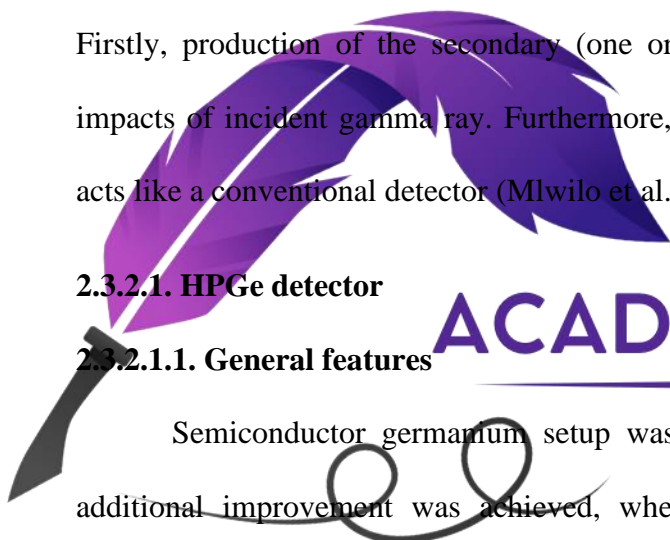 Firstly, production of the secondary (one or
impacts of incident gamma ray. Furthermore,
acts like a conventional detector (Mlwilo et al.
2.3.2.1. HPGe detector
ACAD
2.3.2.1.1. General features
Semiconductor germanium setup was
additional improvement was achieved, whe